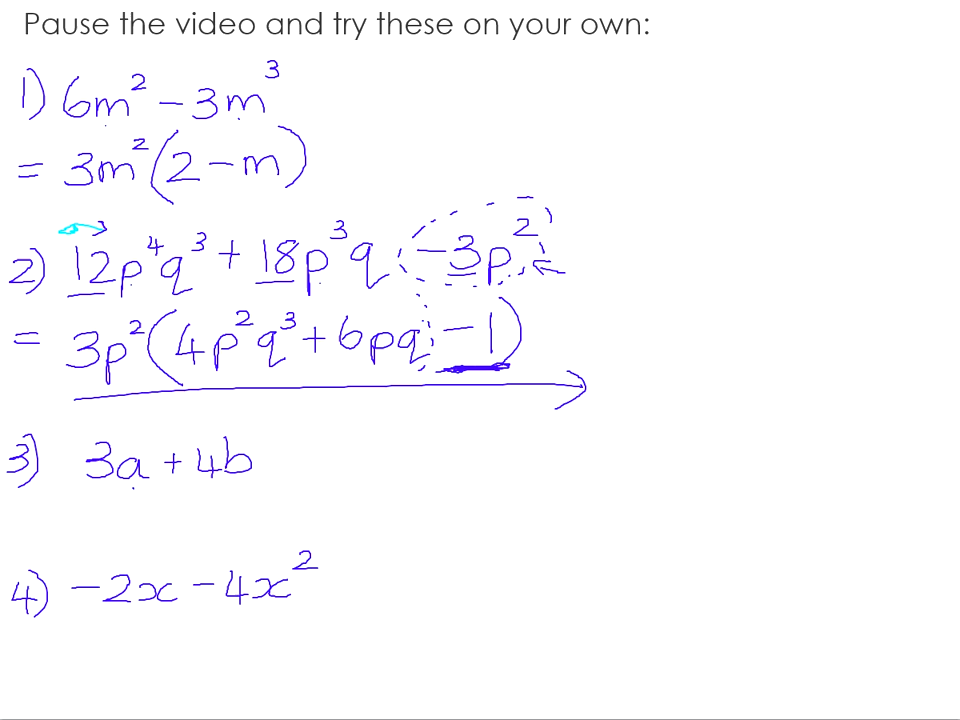 Pause the video and try these on your own:
1) 6m² - 3m³
= 3m²(2 - m)
2) 12p⁴q³ + 18p³q - 3p²
= 3p²(4p²q³ + 6pq - 1)
3) 3a + 4b
4) -2x - 4x²